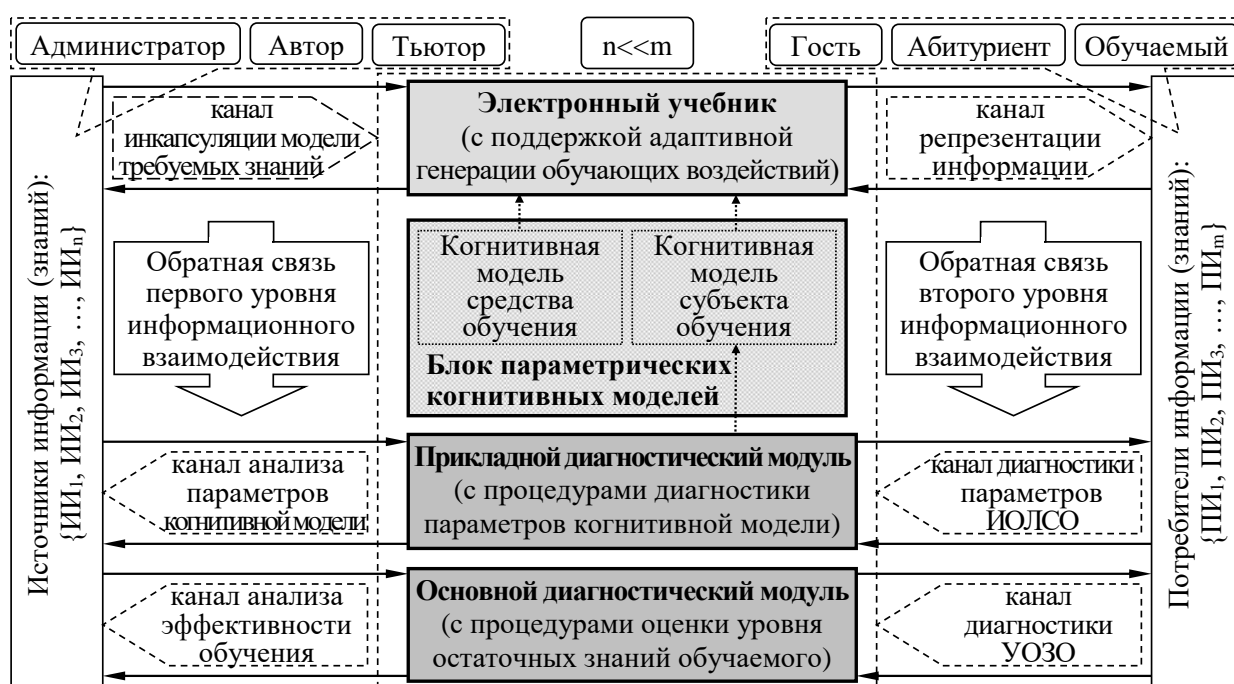 Администратор
Автор
Тьютор
n<<m
Гость
Абитуриент
Обучаемый
Источники информации (знаний):
{ИИ₁, ИИ₂, ИИ₃, …, ИИₙ}
канал
инкапсуляции модели
требуемых знаний
Электронный учебник
(с поддержкой адаптивной
генерации обучающих воздействий)
канал
репрезентации
информации
Потребители информации (знаний):
{ПИ₁, ПИ₂, ПИ₃, …, ПИₘ}
Обратная связь
первого уровня
информационного
взаимодействия
Когнитивная
модель
средства
обучения
Когнитивная
модель
субъекта
обучения
Блок параметрических
когнитивных моделей
Обратная связь
второго уровня
информационного
взаимодействия
канал анализа
параметров
когнитивной модели
Прикладной диагностический модуль
(с процедурами диагностики
параметров когнитивной модели)
канал диагностики
параметров
ИОЛСО
канал анализа
эффективности
обучения
Основной диагностический модуль
(с процедурами оценки уровня
остаточных знаний обучаемого)
канал
диагностики
УОЗО